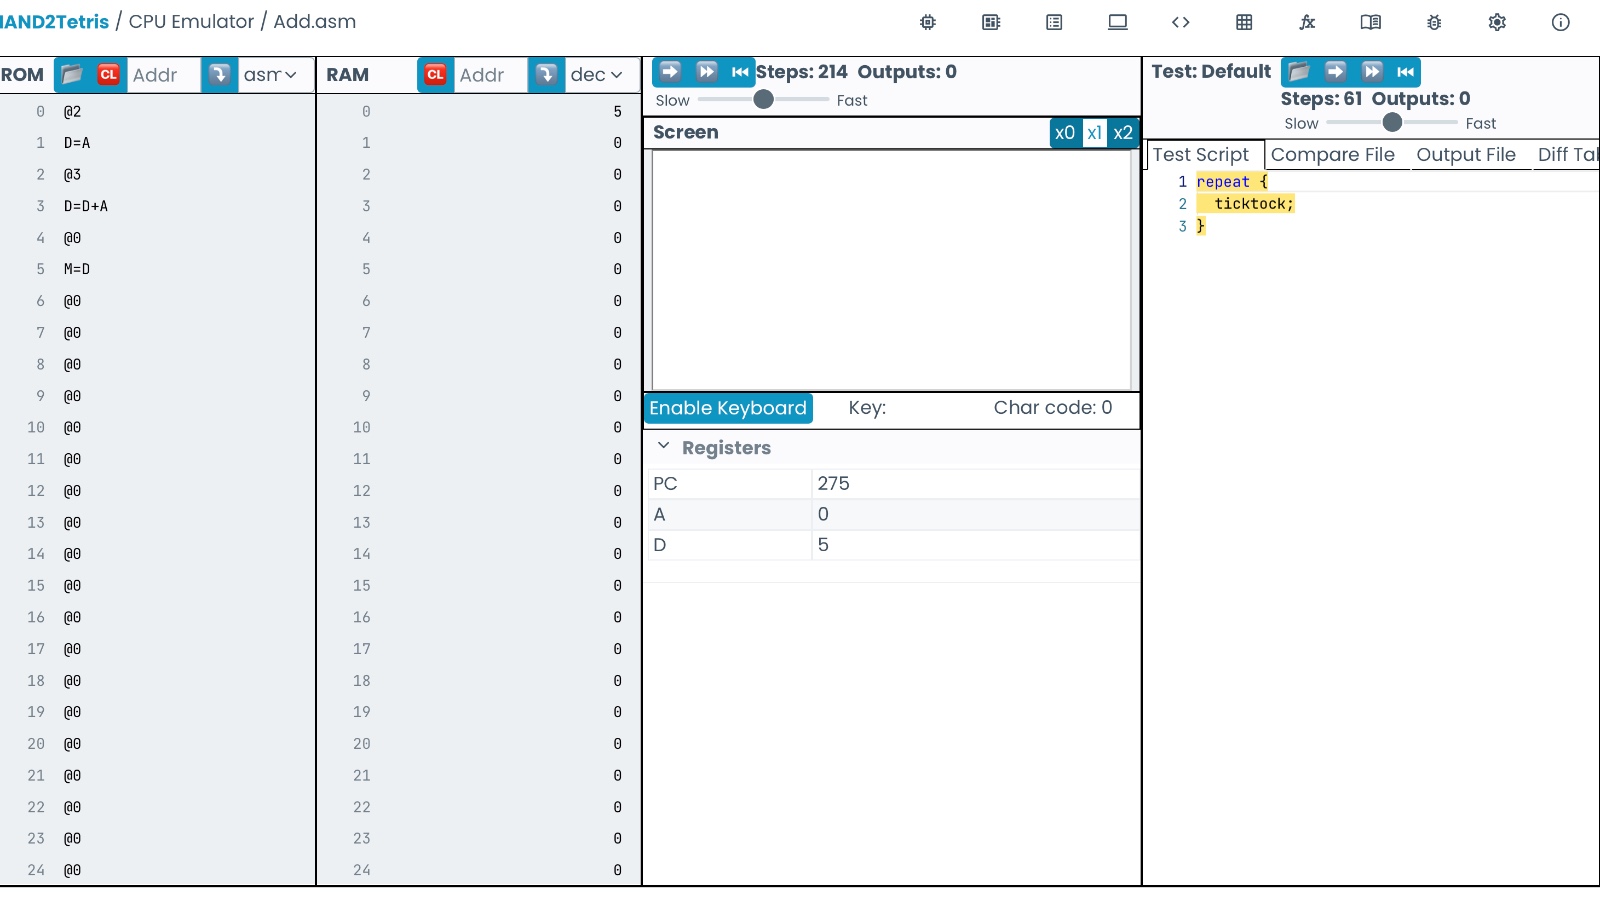 IAND2Tetris / CPU Emulator / Add.asm
ROM CL Addr asm
0 @2
1 D=A
2 @3
3 D=D+A
4 @0
5 M=D
6 @0
7 @0
8 @0
9 @0
10 @0
11 @0
12 @0
13 @0
14 @0
15 @0
16 @0
17 @0
18 @0
19 @0
20 @0
21 @0
22 @0
23 @0
24 @0
RAM CL Addr dec
0 5
1 0
2 0
3 0
4 0
5 0
6 0
7 0
8 0
9 0
10 0
11 0
12 0
13 0
14 0
15 0
16 0
17 0
18 0
19 0
20 0
21 0
22 0
23 0
24 0
Steps: 214 Outputs: 0
Slow Fast
Screen x0 x1 x2
Enable Keyboard Key: Char code: 0
Registers
PC 275
A 0
D 5
Test: Default
Steps: 61 Outputs: 0
Slow Fast
Test Script Compare File Output File Diff Tal
1 repeat {
2 ticktock;
3 }